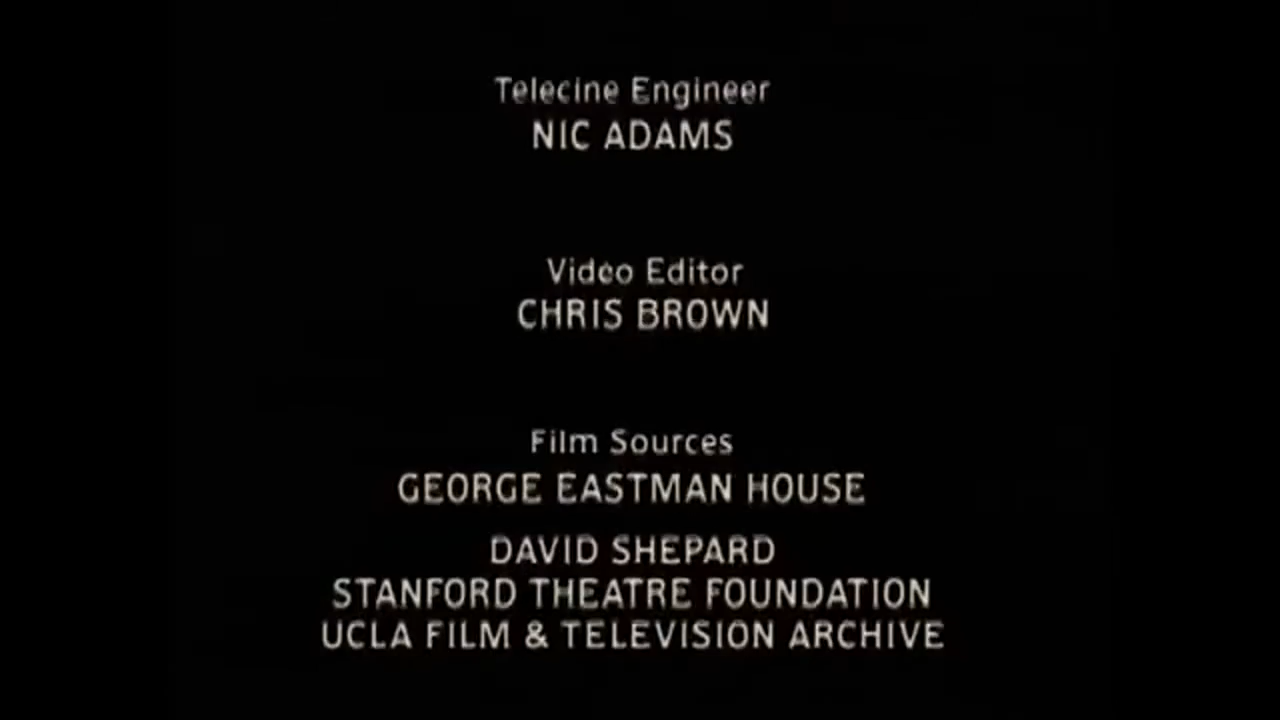 Telecine Engineer
NIC ADAMS
Video Editor
CHRIS BROWN
Film Sources
GEORGE EASTMAN HOUSE
DAVID SHEPARD
STANFORD THEATRE FOUNDATION
UCLA FILM & TELEVISION ARCHIVE